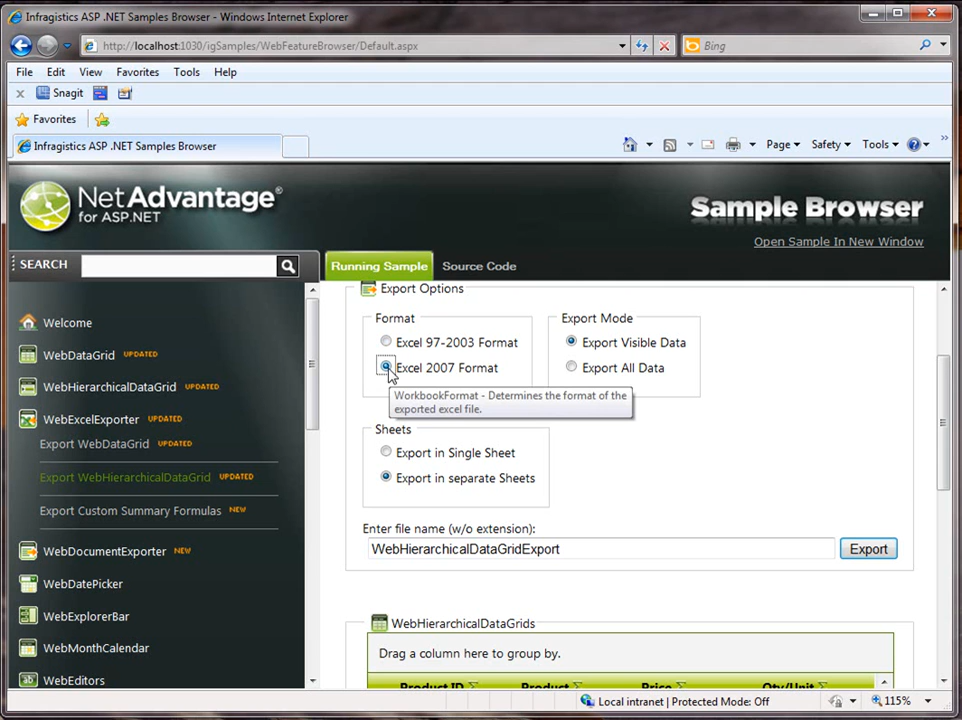 Infragistics ASP .NET Samples Browser - Windows Internet Explorer
http://localhost:1030/igSamples/WebFeatureBrowser/Default.aspx
Bing
File Edit View Favorites Tools Help
x Snagit
Favorites
Infragistics ASP .NET Samples Browser
Page Safety Tools
NetAdvantage®
for ASP.NET
Sample Browser
Open Sample In New Window
SEARCH
Running Sample Source Code
Welcome
WebDataGrid UPDATED
WebHierarchicalDataGrid UPDATED
WebExcelExporter UPDATED
Export WebDataGrid UPDATED
Export WebHierarchicalDataGrid UPDATED
Export Custom Summary Formulas NEW
WebDocumentExporter NEW
WebDatePicker
WebExplorerBar
WebMonthCalendar
WebEditors
Export Options
Format
Excel 97-2003 Format
Excel 2007 Format
Export Mode
Export Visible Data
Export All Data
WorkbookFormat - Determines the format of the
exported excel file.
Sheets
Export in Single Sheet
Export in separate Sheets
Enter file name (w/o extension):
WebHierarchicalDataGridExport
Export
WebHierarchicalDataGrids
Drag a column here to group by.
Product ID Product Price Qty/Unit
Local intranet | Protected Mode: Off
115%